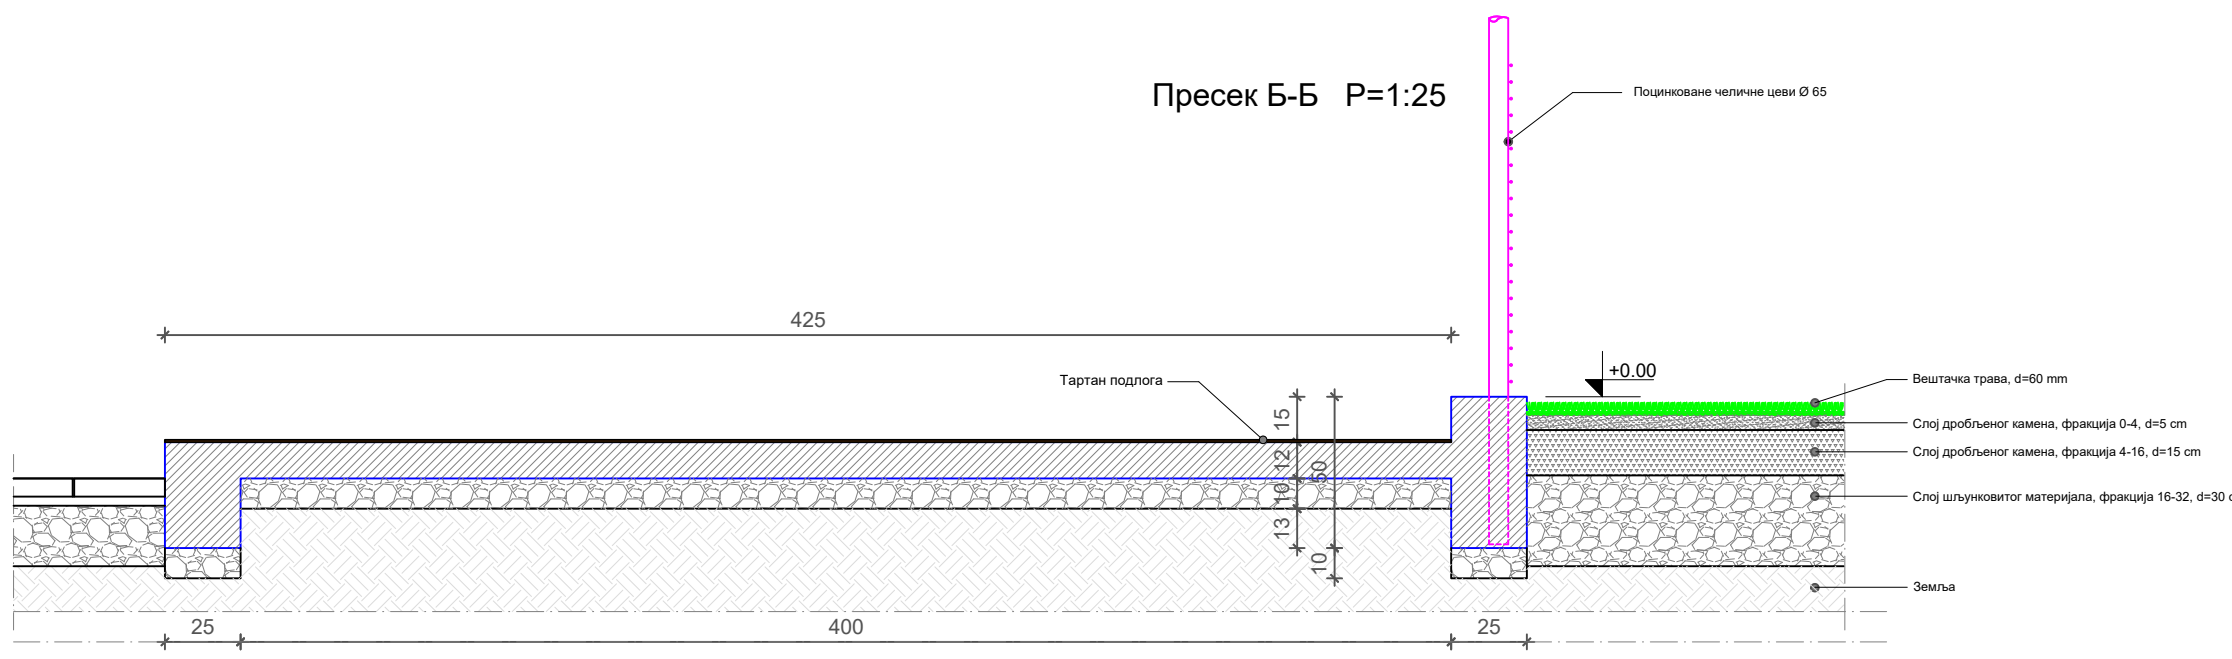 Пресек Б-Б P=1:25
Поцинковане челичне цеви Ø 65
425
Тартан подлога
+0.00
Вештачка трава, d=60 mm
Слој дробљеног камена, фракција 0-4, d=5 cm
Слој дробљеног камена, фракција 4-16, d=15 cm
Слој шљунковитог материјала, фракција 16-32, d=30 c
Земља
15
12
10
13
50
10
25
400
25